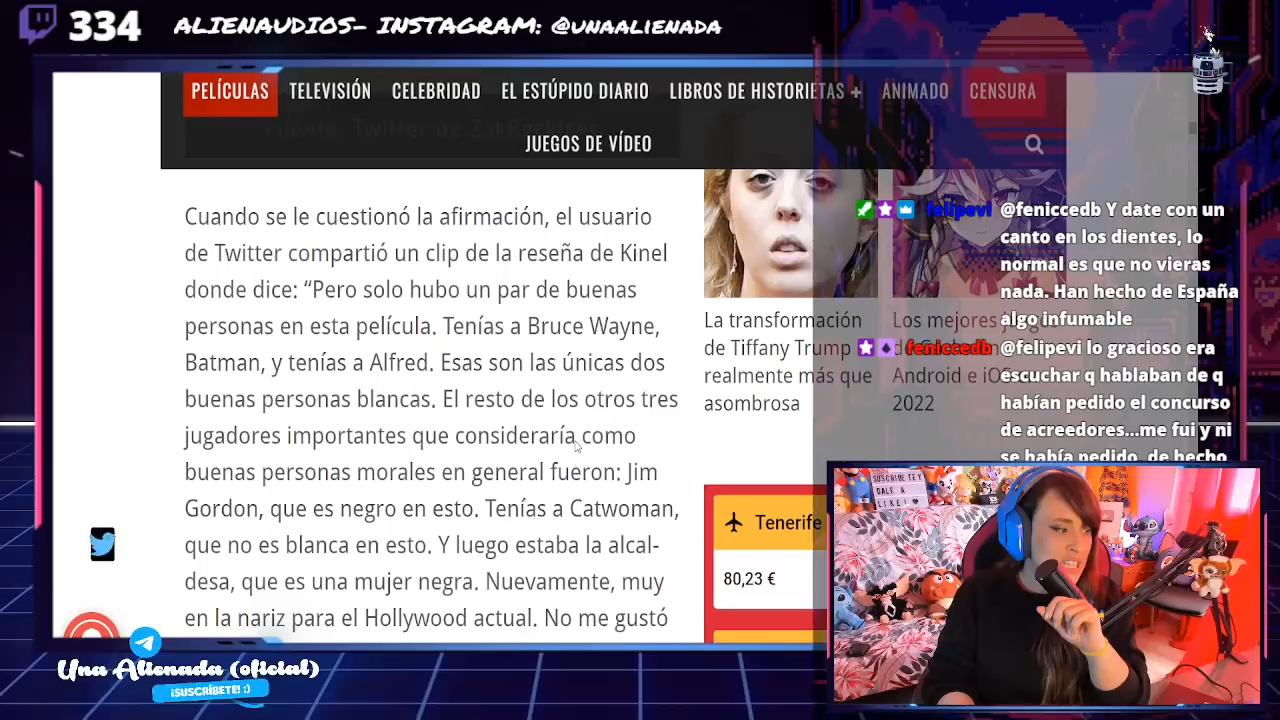 334
ALIENAUDIOS- INSTAGRAM: @UNAALIENADA
PELÍCULAS TELEVISIÓN CELEBRIDAD EL ESTÚPIDO DIARIO LIBROS DE HISTORIETAS + ANIMADO CENSURA
JUEGOS DE VÍDEO
Cuando se le cuestionó la afirmación, el usuario
de Twitter compartió un clip de la reseña de Kinel
donde dice: “Pero solo hubo un par de buenas
personas en esta película. Tenías a Bruce Wayne,
Batman, y tenías a Alfred. Esas son las únicas dos
buenas personas blancas. El resto de los otros tres
jugadores importantes que consideraría como
buenas personas morales en general fueron: Jim
Gordon, que es negro en esto. Tenías a Catwoman,
que no es blanca en esto. Y luego estaba la alcal-
desa, que es una mujer negra. Nuevamente, muy
en la nariz para el Hollywood actual. No me gustó
La transformación
de Tiffany Trump
realmente más que
asombrosa
Los mejores
Android e
2022
Tenerife
80,23 €
felipevi @feniccedb Y date con un
canto en los dientes, lo
normal es que no vieras
nada. Han hecho de España
algo infumable
feniccedb @felipevi lo gracioso era
escuchar q hablaban de q
habían pedido el concurso
de acreedores...me fui y ni
se había pedido, de hecho
SUSCRIBETE Y
DALE A
LIKE!
Una Alienada (oficial)
¡SUSCRÍBETE! :)